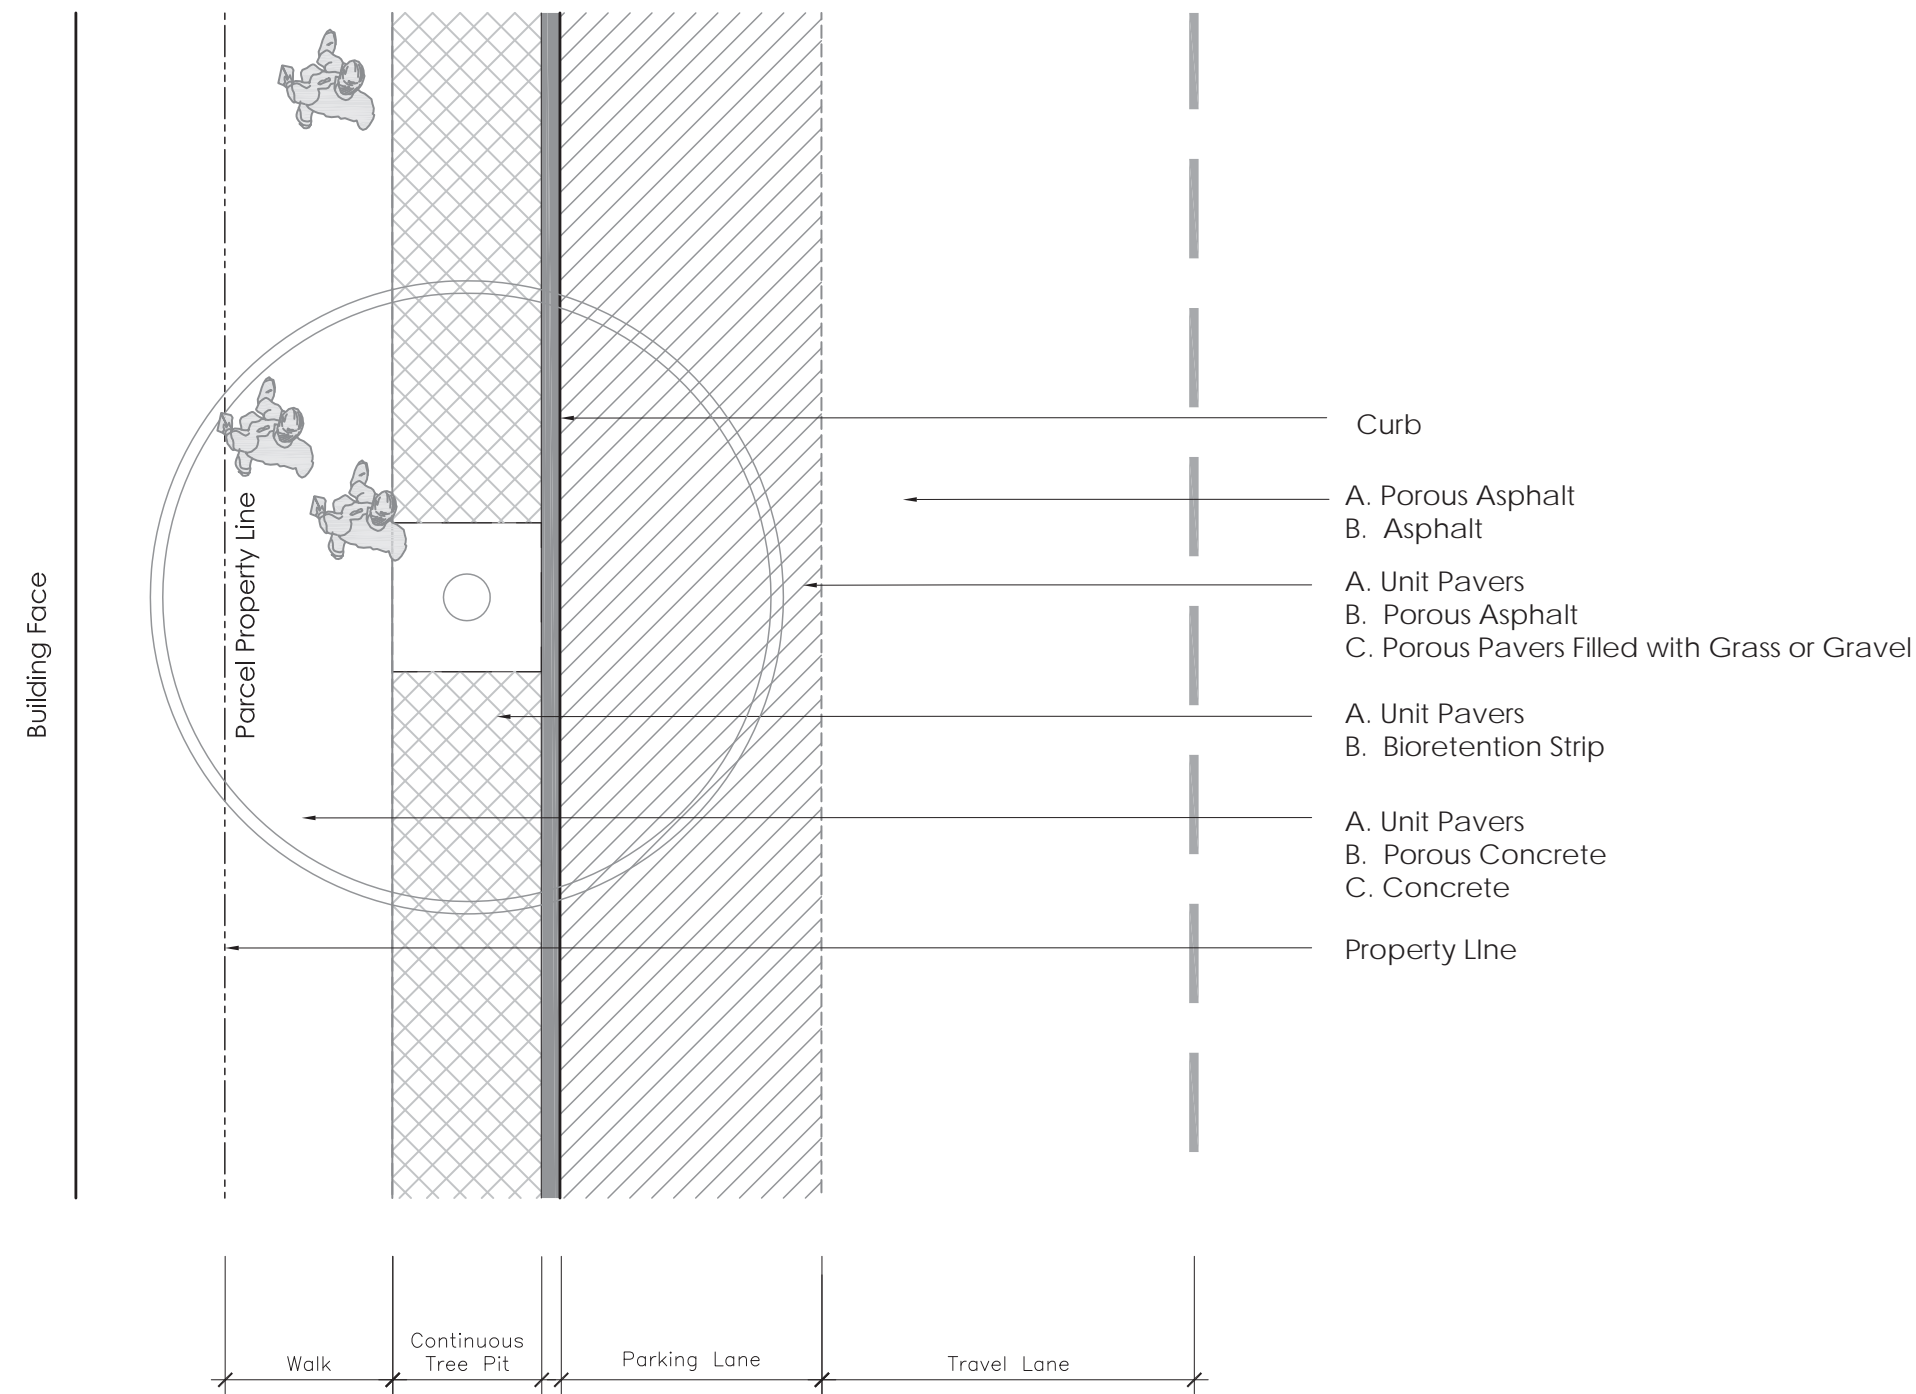 Building Face
Parcel Property Line
Curb
A. Porous Asphalt
B. Asphalt
A. Unit Pavers
B. Porous Asphalt
C. Porous Pavers Filled with Grass or Gravel
A. Unit Pavers
B. Bioretention Strip
A. Unit Pavers
B. Porous Concrete
C. Concrete
Property LIne
Walk
Continuous
Tree Pit
Parking Lane
Travel Lane